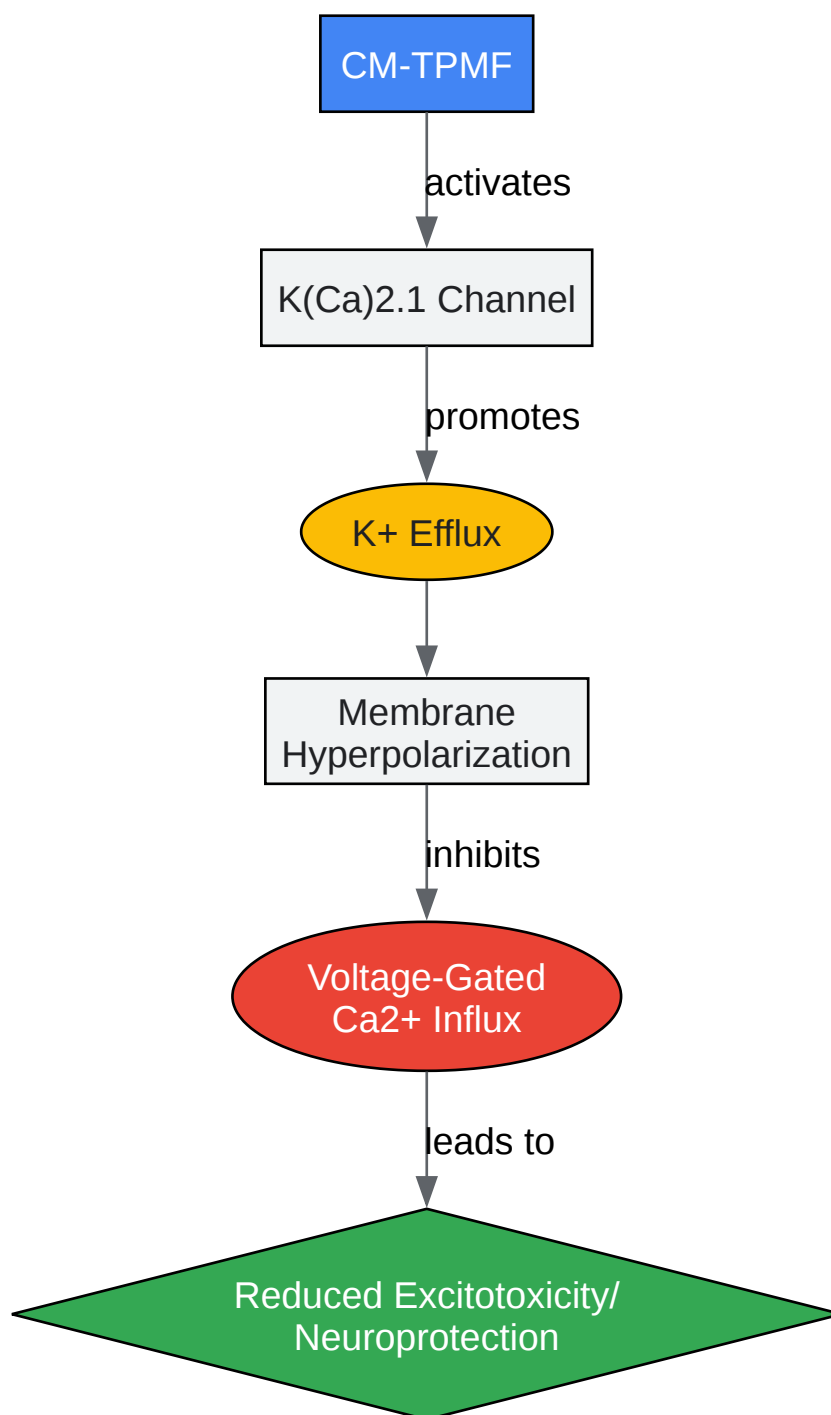 CM-TPMF
activates
K(Ca)2.1 Channel
promotes
K+ Efflux
Membrane
Hyperpolarization
inhibits
Voltage-Gated
Ca2+ Influx
leads to
Reduced Excitotoxicity/
Neuroprotection